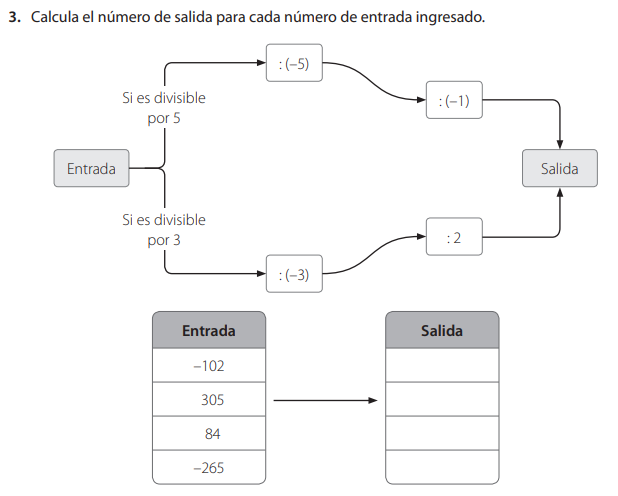 3. Calcula el número de salida para cada número de entrada ingresado.
: (–5)
Si es divisible
por 5
: (–1)
Entrada
Salida
Si es divisible
por 3
: 2
: (–3)
Entrada
Salida
–102
305
84
–265